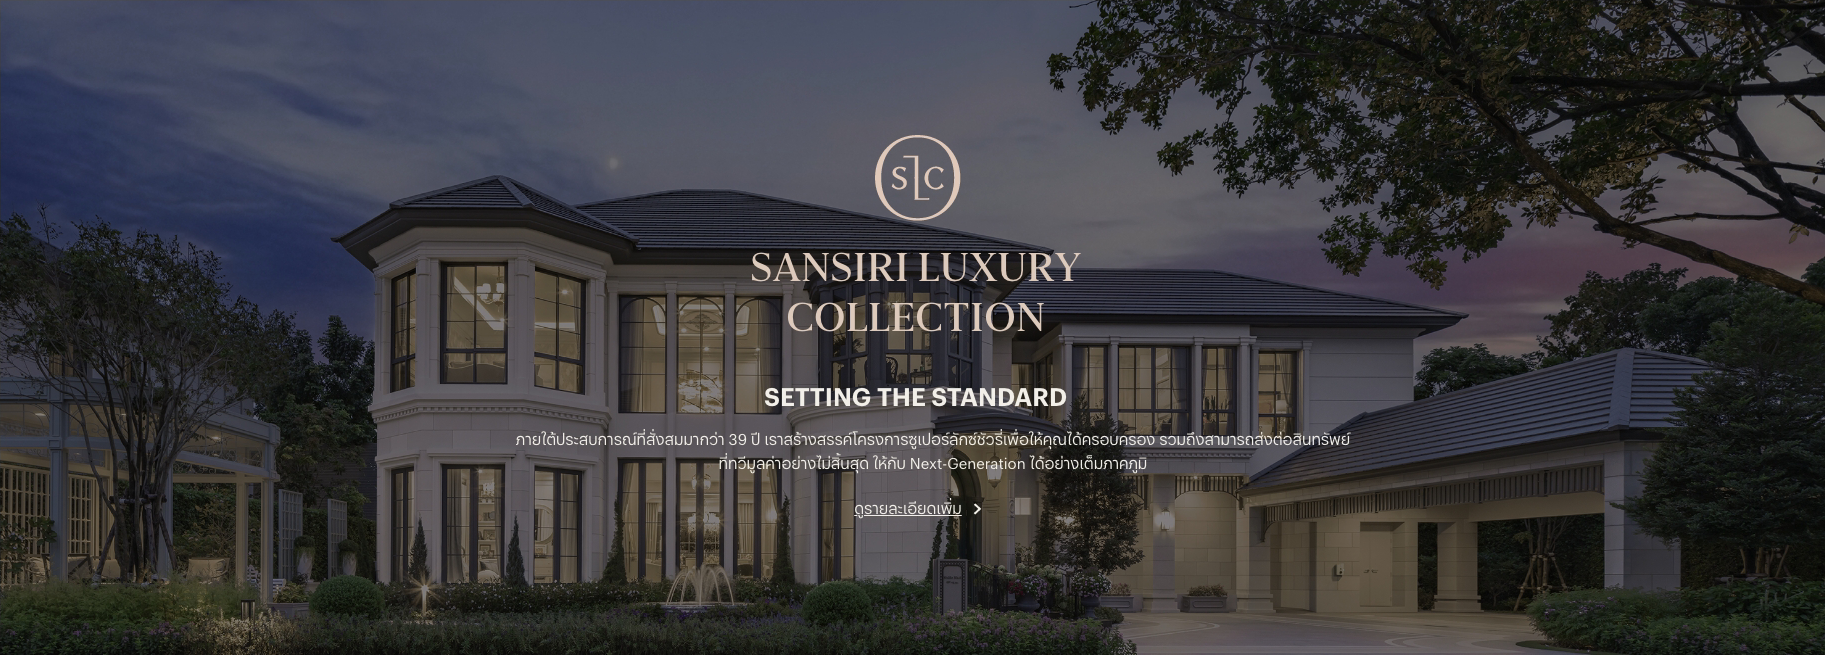 SLC
SANSIRI LUXURY
COLLECTION
SETTING THE STANDARD
ภายใต้ประสบการณ์ที่สั่งสมมากว่า 39 ปี เราสร้างสรรค์โครงการซูเปอร์ลักซ์ชัวรี่เพื่อให้คุณได้ครอบครอง รวมถึงสามารถส่งต่อสินทรัพย์
ที่ทวีมูลค่าอย่างไม่สิ้นสุด ให้กับ Next-Generation ได้อย่างเต็มภาคภูมิ
ดูรายละเอียดเพิ่ม